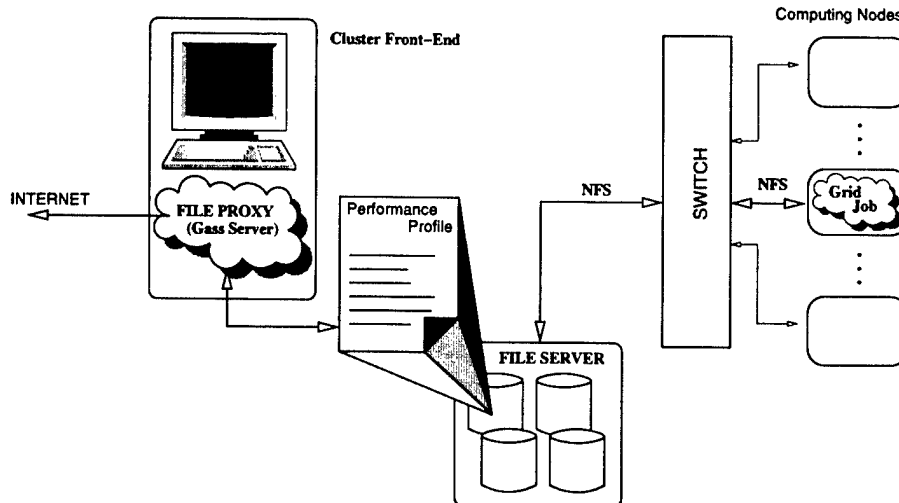 Computing Nodes
Cluster Front-End
INTERNET
FILE PROXY
(Gass Server)
Performance
Profile
NFS
SWITCH
NFS
Grid
Job
FILE SERVER